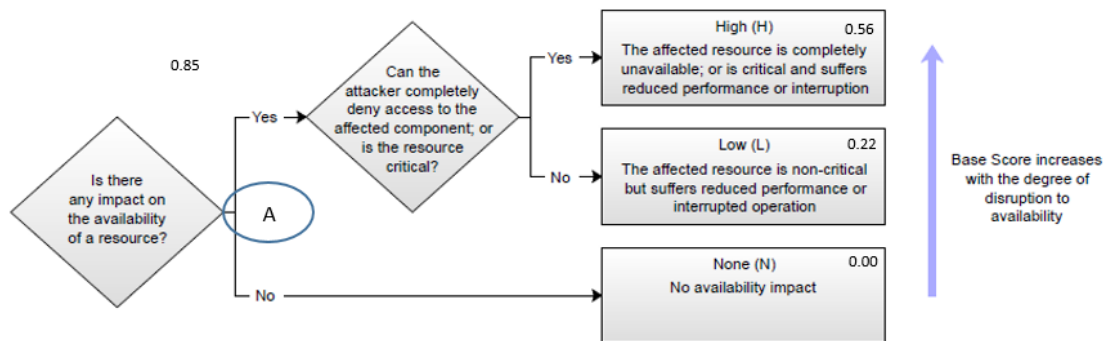 0.85
Is there
any impact on
the availability
of a resource?
A
Yes
No
Can the
attacker completely
deny access to the
affected component; or
is the resource
critical?
Yes
No
High (H) 0.56
The affected resource is completely
unavailable; or is critical and suffers
reduced performance or interruption
Low (L) 0.22
The affected resource is non-critical
but suffers reduced performance or
interrupted operation
None (N) 0.00
No availability impact
Base Score increases
with the degree of
disruption to
availability